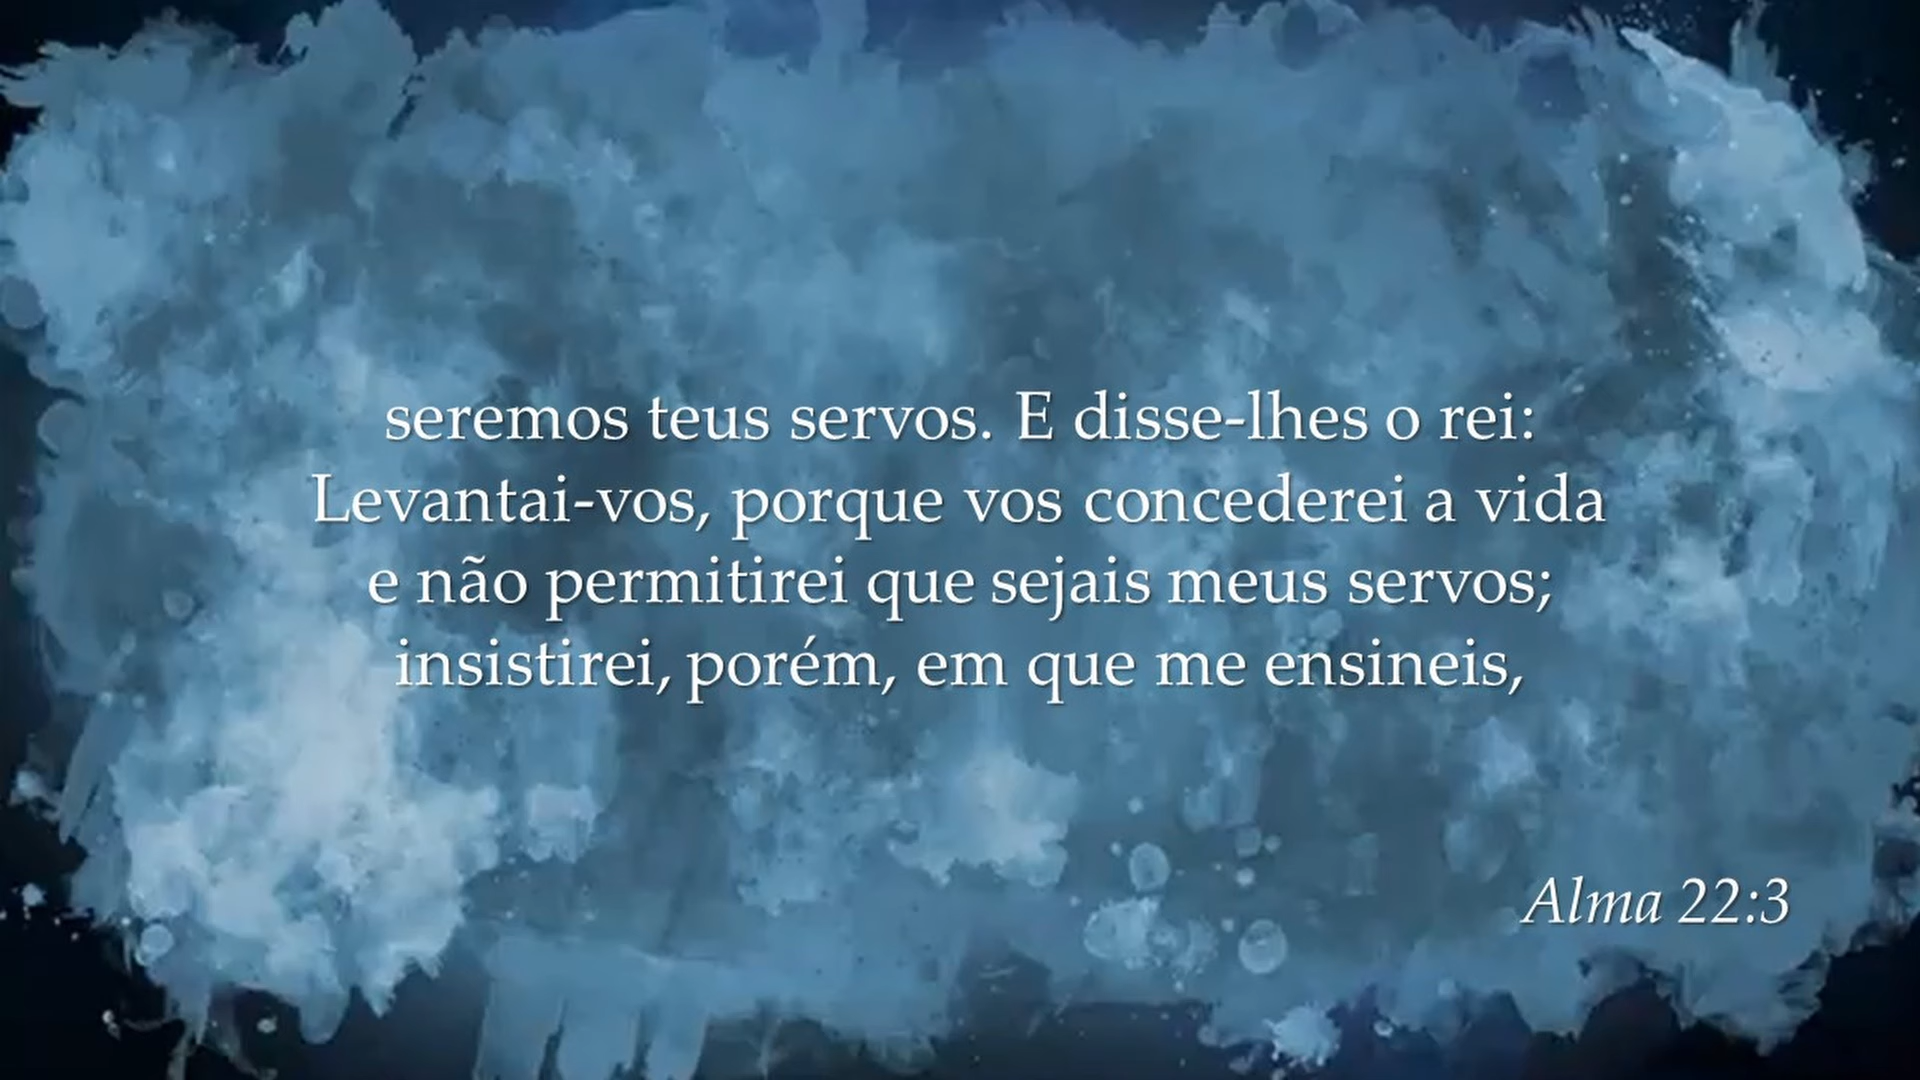 seremos teus servos. E disse-lhes o rei:
Levantai-vos, porque vos concederei a vida
e não permitirei que sejais meus servos;
insistirei, porém, em que me ensineis,
Alma 22:3